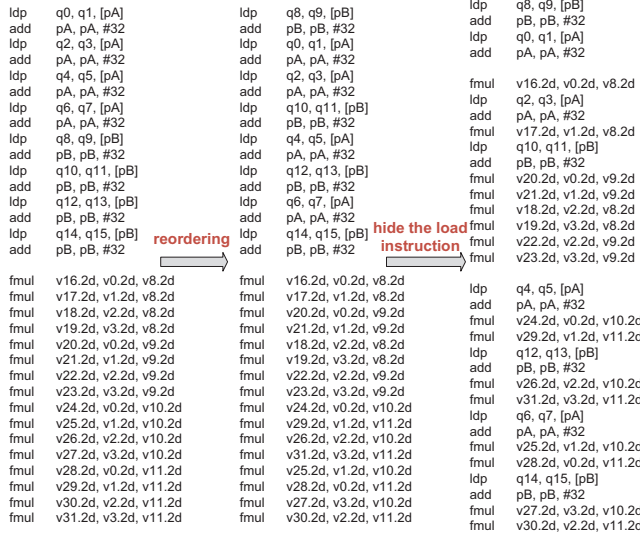 ldp q0, q1, [pA]
add pA, pA, #32
ldp q2, q3, [pA]
add pA, pA, #32
ldp q4, q5, [pA]
add pA, pA, #32
ldp q6, q7, [pA]
add pA, pA, #32
ldp q8, q9, [pB]
add pB, pB, #32
ldp q10, q11, [pB]
add pB, pB, #32
ldp q12, q13, [pB]
add pB, pB, #32
ldp q14, q15, [pB]
add pB, pB, #32
fmul v16.2d, v0.2d, v8.2d
fmul v17.2d, v1.2d, v8.2d
fmul v18.2d, v2.2d, v8.2d
fmul v19.2d, v3.2d, v8.2d
fmul v20.2d, v0.2d, v9.2d
fmul v21.2d, v1.2d, v9.2d
fmul v22.2d, v2.2d, v9.2d
fmul v23.2d, v3.2d, v9.2d
fmul v24.2d, v0.2d, v10.2d
fmul v25.2d, v1.2d, v10.2d
fmul v26.2d, v2.2d, v10.2d
fmul v27.2d, v3.2d, v10.2d
fmul v28.2d, v0.2d, v11.2d
fmul v29.2d, v1.2d, v11.2d
fmul v30.2d, v2.2d, v11.2d
fmul v31.2d, v3.2d, v11.2d
reordering
ldp q8, q9, [pB]
add pB, pB, #32
ldp q0, q1, [pA]
add pA, pA, #32
ldp q2, q3, [pA]
add pA, pA, #32
ldp q10, q11, [pB]
add pB, pB, #32
ldp q4, q5, [pA]
add pA, pA, #32
ldp q12, q13, [pB]
add pB, pB, #32
ldp q6, q7, [pA]
add pA, pA, #32
ldp q14, q15, [pB]
add pB, pB, #32
fmul v16.2d, v0.2d, v8.2d
fmul v17.2d, v1.2d, v8.2d
fmul v20.2d, v0.2d, v9.2d
fmul v21.2d, v1.2d, v9.2d
fmul v18.2d, v2.2d, v8.2d
fmul v19.2d, v3.2d, v8.2d
fmul v22.2d, v2.2d, v9.2d
fmul v23.2d, v3.2d, v9.2d
fmul v24.2d, v0.2d, v10.2d
fmul v29.2d, v1.2d, v11.2d
fmul v26.2d, v2.2d, v10.2d
fmul v31.2d, v3.2d, v11.2d
fmul v25.2d, v1.2d, v10.2d
fmul v28.2d, v0.2d, v11.2d
fmul v27.2d, v3.2d, v10.2d
fmul v30.2d, v2.2d, v11.2d
hide the load
instruction
ldp q8, q9, [pB]
add pB, pB, #32
ldp q0, q1, [pA]
add pA, pA, #32
fmul v16.2d, v0.2d, v8.2d
ldp q2, q3, [pA]
add pA, pA, #32
fmul v17.2d, v1.2d, v8.2d
ldp q10, q11, [pB]
add pB, pB, #32
fmul v20.2d, v0.2d, v9.2d
fmul v21.2d, v1.2d, v9.2d
fmul v18.2d, v2.2d, v8.2d
fmul v19.2d, v3.2d, v8.2d
fmul v22.2d, v2.2d, v9.2d
fmul v23.2d, v3.2d, v9.2d
ldp q4, q5, [pA]
add pA, pA, #32
fmul v24.2d, v0.2d, v10.2d
fmul v29.2d, v1.2d, v11.2d
ldp q12, q13, [pB]
add pB, pB, #32
fmul v26.2d, v2.2d, v10.2d
fmul v31.2d, v3.2d, v11.2d
ldp q6, q7, [pA]
add pA, pA, #32
fmul v25.2d, v1.2d, v10.2d
fmul v28.2d, v0.2d, v11.2d
ldp q14, q15, [pB]
add pB, pB, #32
fmul v27.2d, v3.2d, v10.2d
fmul v30.2d, v2.2d, v11.2d